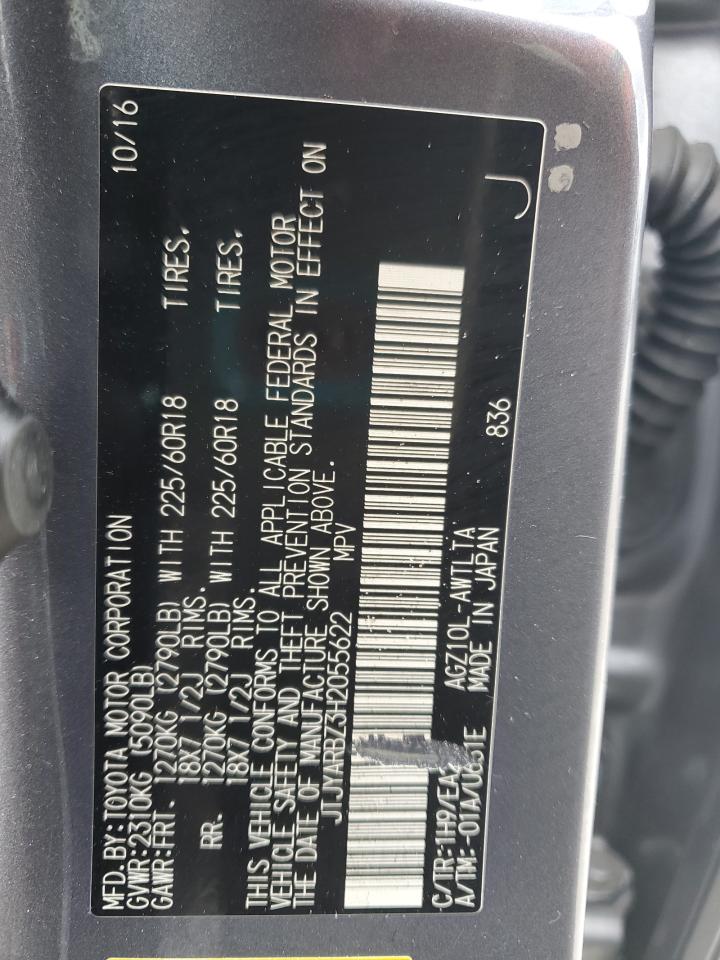 MFD.BY:TOYOTA MOTOR CORPORATION 10/16
GVWR:2310KG (5090LB)
GAWR:FRT. 1270KG (2790LB) WITH 225/60R18 TIRES.
18X7 1/2J RIMS.
RR. 1270KG (2790LB) WITH 225/60R18 TIRES.
18X7 1/2J RIMS.
THIS VEHICLE CONFORMS TO ALL APPLICABLE FEDERAL MOTOR
VEHICLE SAFETY AND THEFT PREVENTION STANDARDS IN EFFECT ON
THE DATE OF MANUFACTURE SHOWN ABOVE.
JTJYARBZ3H2055622 MPV
C/TR:1H9/EA
AGZ10L-AWTLTA 836
A/TM:-01A/U661E MADE IN JAPAN
J